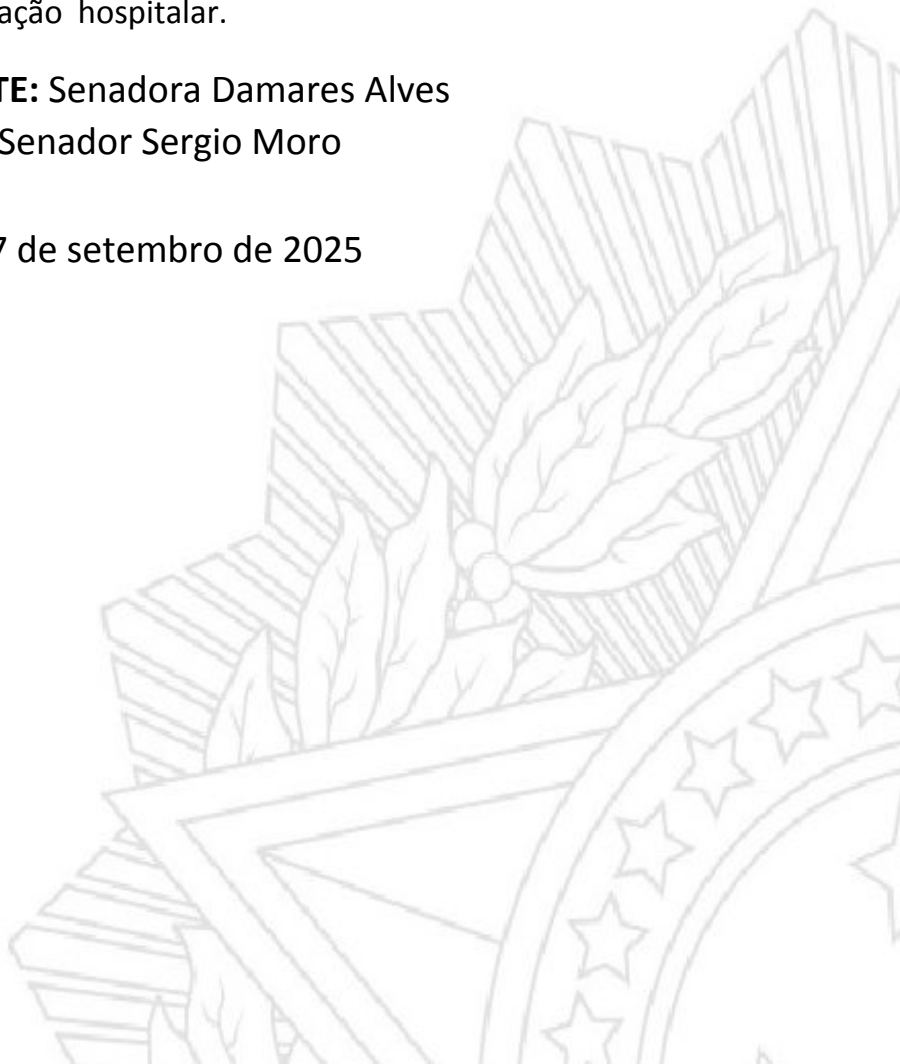 ação hospitalar.
TE: Senadora Damares Alves
Senador Sergio Moro
7 de setembro de 2025